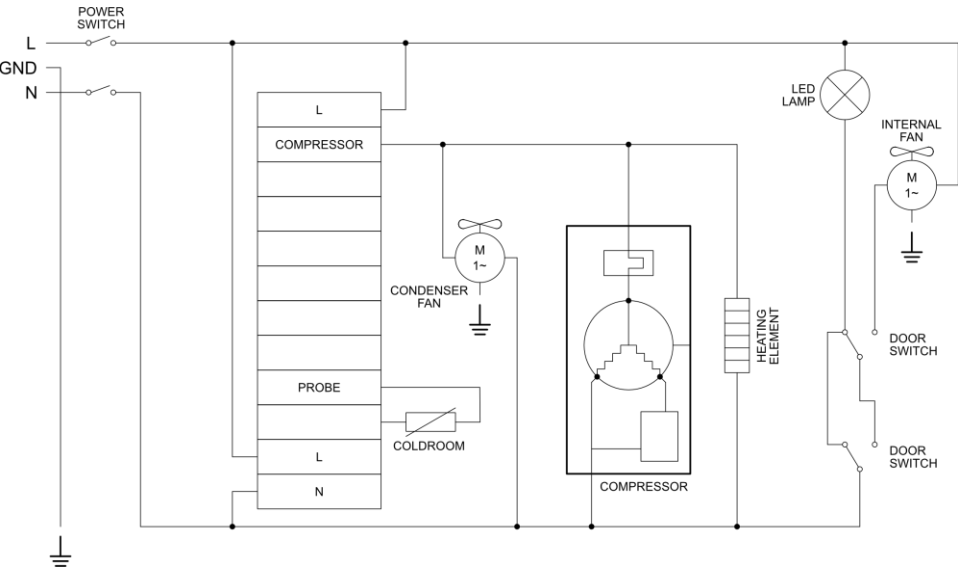 POWER
SWITCH
L
GND
N
L
COMPRESSOR
PROBE
L
N
COLDROOM
M
1~
CONDENSER
FAN
COMPRESSOR
HEATING
ELEMENT
LED
LAMP
INTERNAL
FAN
M
1~
DOOR
SWITCH
DOOR
SWITCH